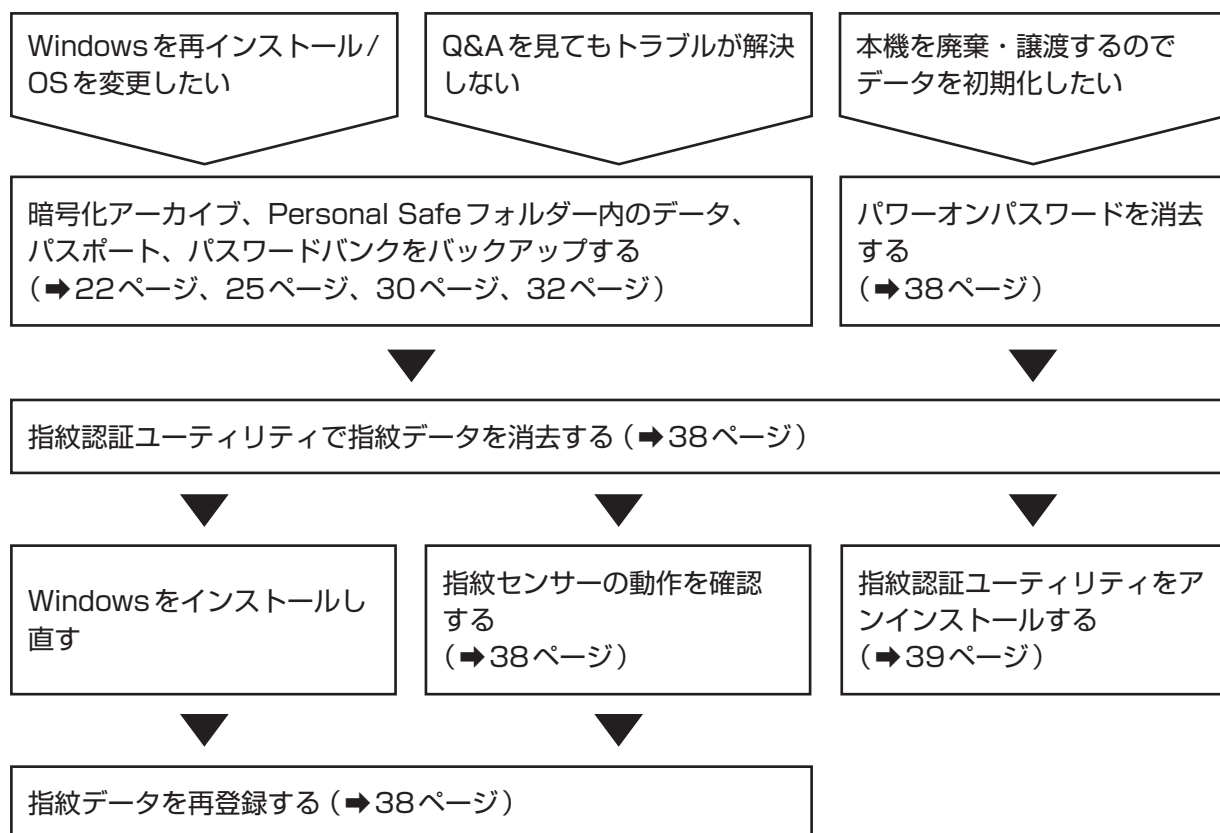 Windowsを再インストール/
OSを変更したい
Q&Aを見てもトラブルが解決
しない
本機を廃棄・譲渡するので
データを初期化したい
暗号化アーカイブ、Personal Safeフォルダー内のデータ、
パスポート、パスワードバンクをバックアップする
(➡22ページ、25ページ、30ページ、32ページ)
パワーオンパスワードを消去
する
(➡38ページ)
指紋認証ユーティリティで指紋データを消去する(➡38ページ)
Windowsをインストールし
直す
指紋センサーの動作を確認
する
(➡38ページ)
指紋認証ユーティリティをア
ンインストールする
(➡39ページ)
指紋データを再登録する(➡38ページ)